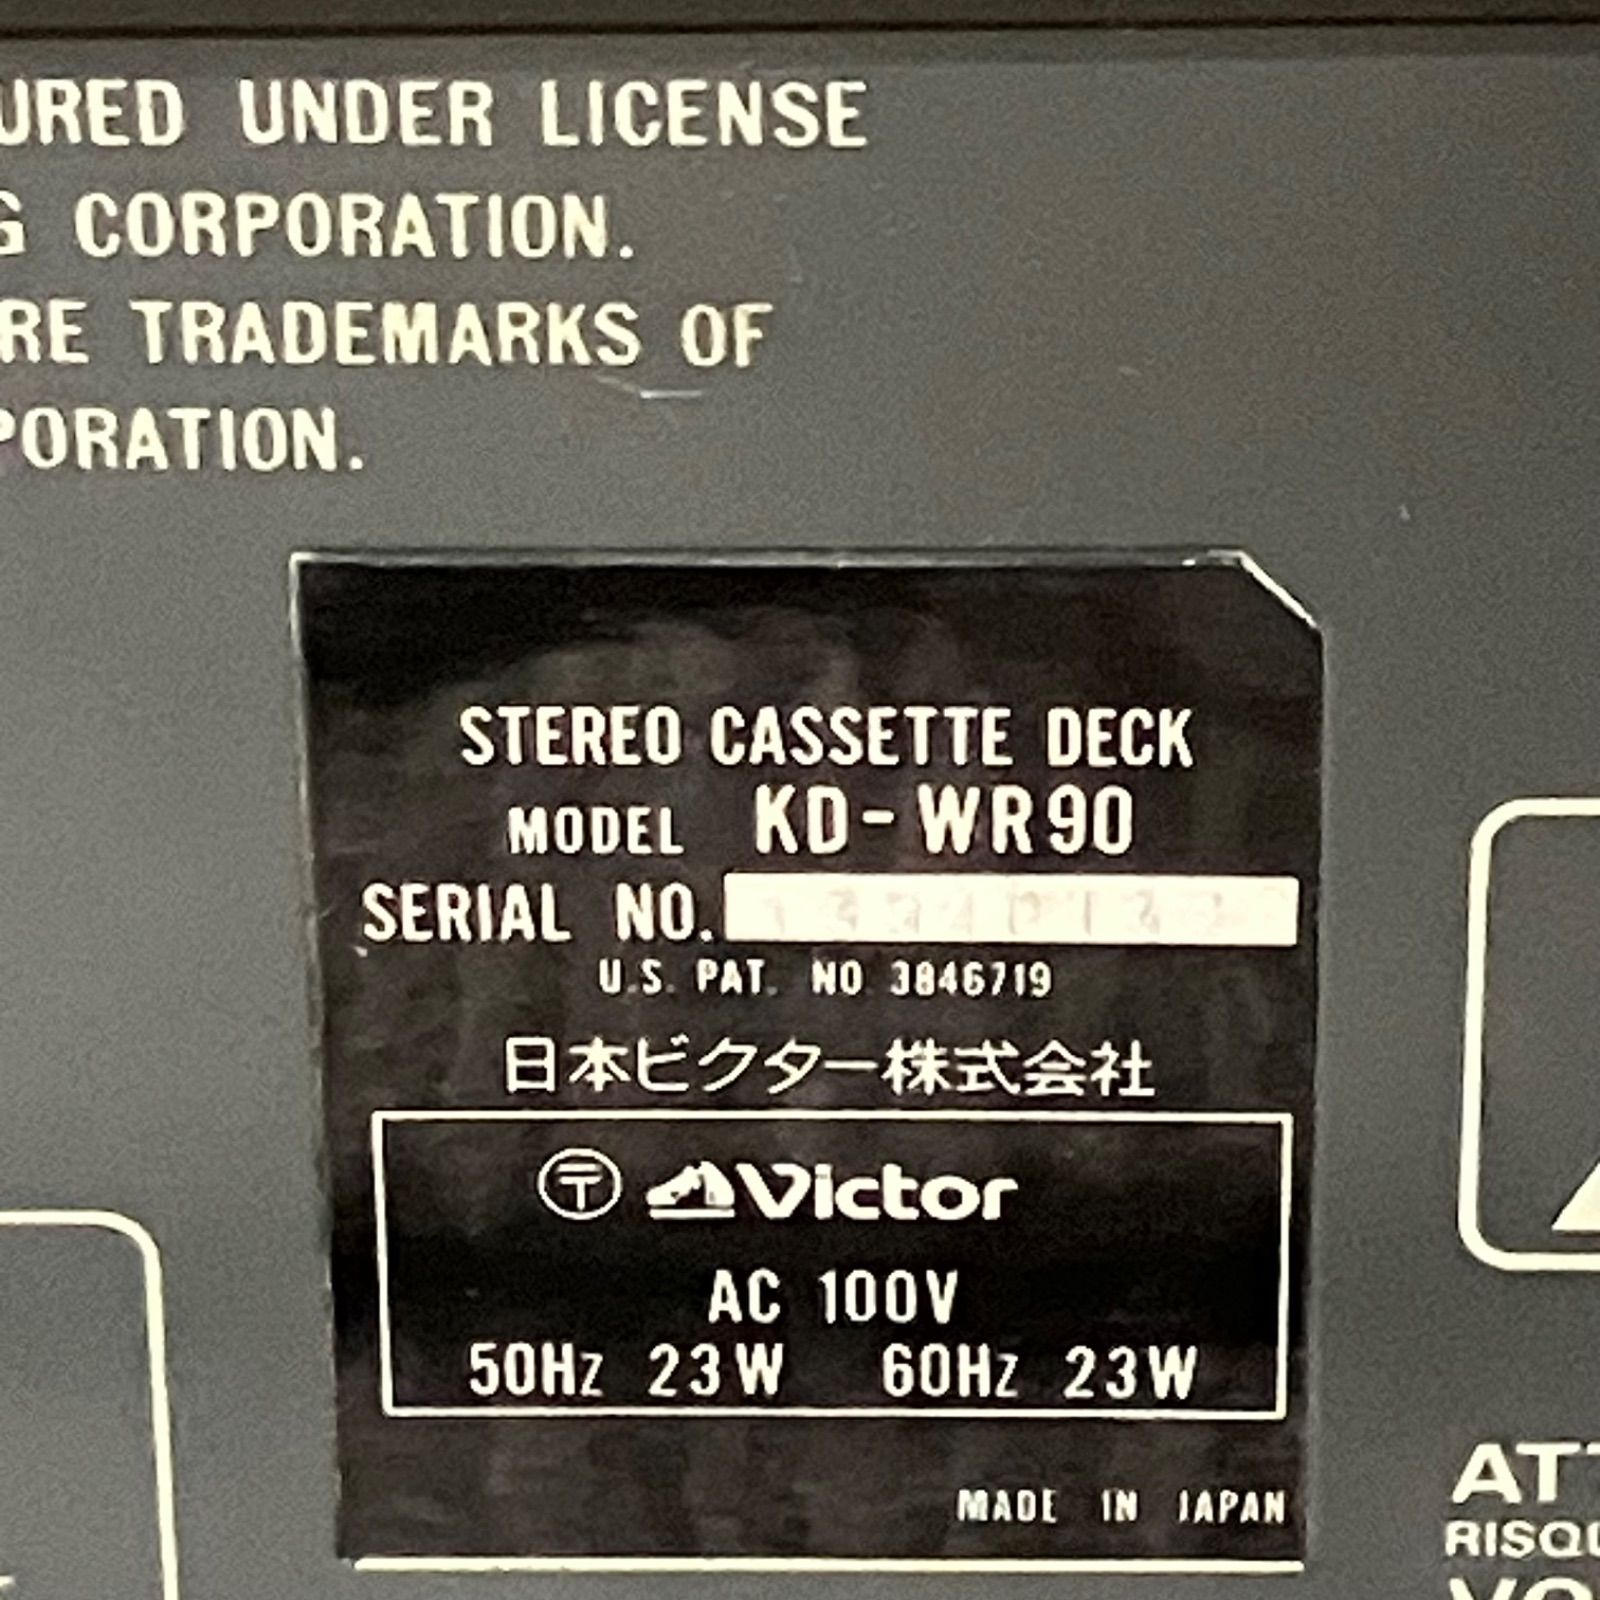 URED UNDER LICENSE
G CORPORATION.
RE TRADEMARKS OF
PORATION.
STEREO CASSETTE DECK
MODEL KD-WR90
SERIAL NO.
U.S. PAT. NO 3846719
日本ビクター株式会社
〒 Victor
AC 100V
50Hz 23W 60Hz 23W
MADE IN JAPAN
ATT
RISQU